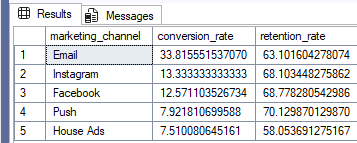 Results Messages
marketing_channel conversion_rate retention_rate
1 Email 33.815551537070 63.101604278074
2 Instagram 13.333333333333 68.103448275862
3 Facebook 12.571103526734 68.778280542986
4 Push 7.921810699588 70.129870129870
5 House Ads 7.510080645161 58.053691275167